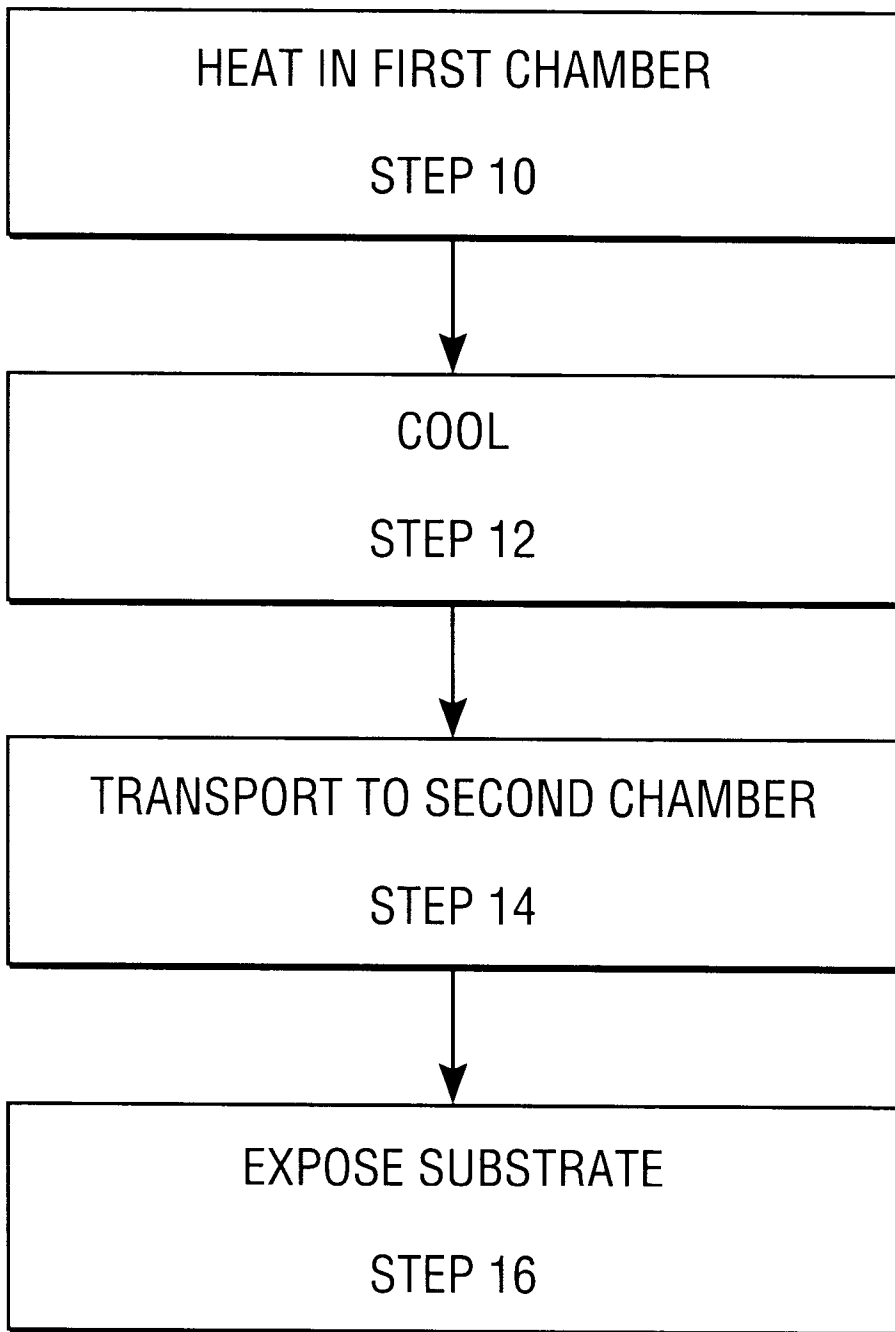 HEAT IN FIRST CHAMBER
STEP 10
COOL
STEP 12
TRANSPORT TO SECOND CHAMBER
STEP 14
EXPOSE SUBSTRATE
STEP 16